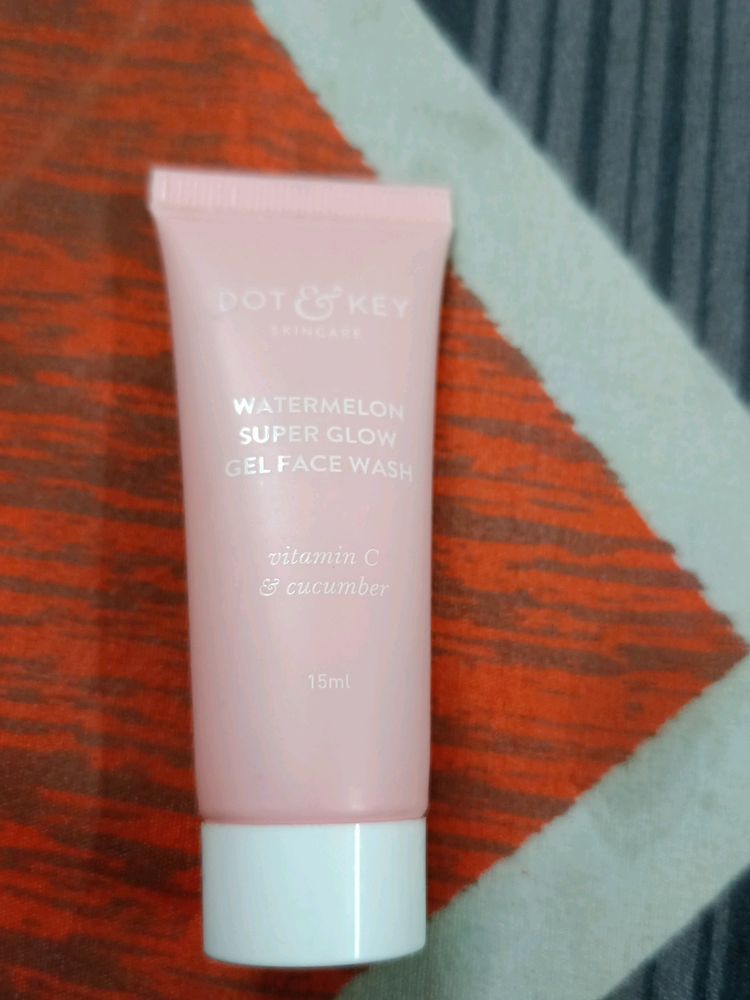 DOT & KEY
SKINCARE
WATERMELON
SUPER GLOW
GEL FACE WASH
vitamin C
& cucumber
15ml